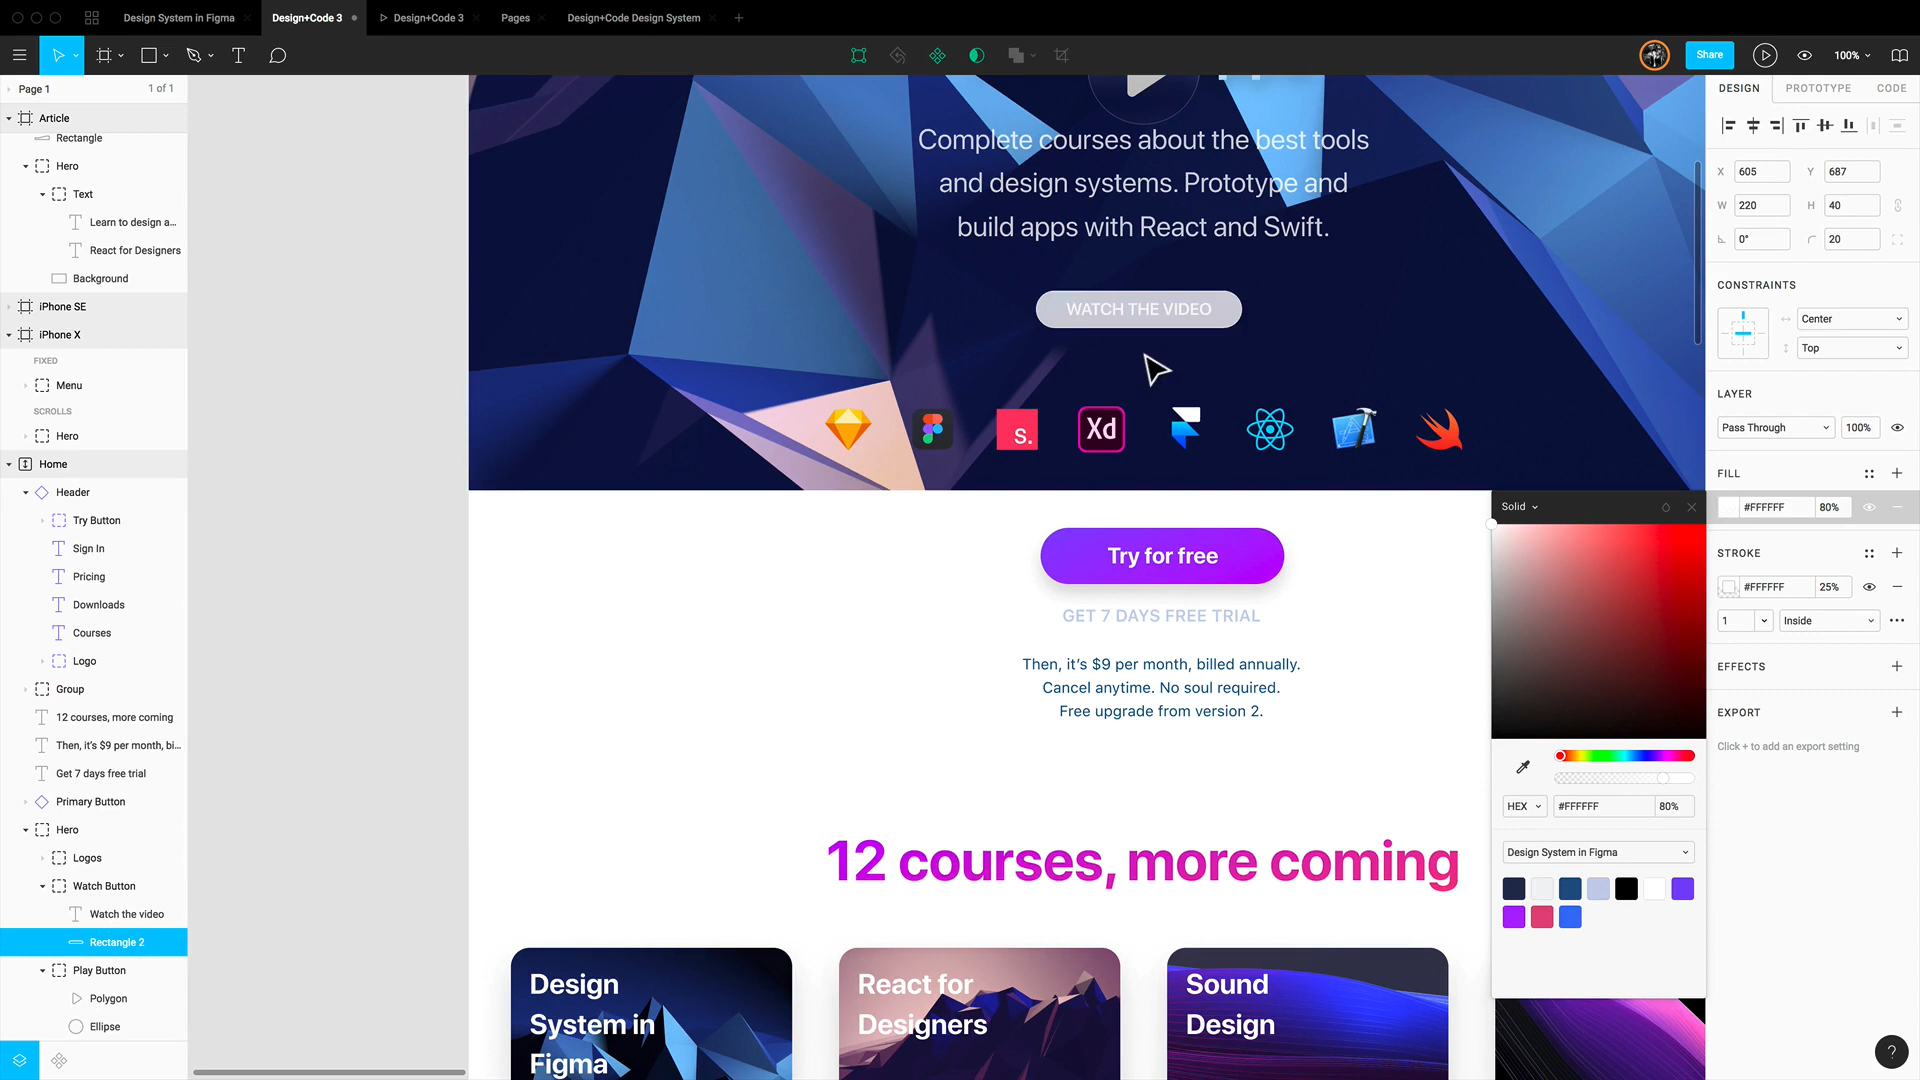 Design System in Figma
Design+Code 3
Design+Code 3
Pages
Design+Code Design System
Share
100%
Page 1
1 of 1
Article
Rectangle
Hero
Text
Learn to design a...
React for Designers
Background
iPhone SE
iPhone X
FIXED
Menu
SCROLLS
Hero
Home
Header
Try Button
Sign In
Pricing
Downloads
Courses
Logo
Group
12 courses, more coming
Then, it's $9 per month, bi...
Get 7 days free trial
Primary Button
Hero
Logos
Watch Button
Watch the video
Rectangle 2
Play Button
Polygon
Ellipse
Complete courses about the best tools
and design systems. Prototype and
build apps with React and Swift.
WATCH THE VIDEO
s.
Xd
Try for free
GET 7 DAYS FREE TRIAL
Then, it's $9 per month, billed annually.
Cancel anytime. No soul required.
Free upgrade from version 2.
12 courses, more coming
Design
System in
Figma
React for
Designers
Sound
Design
Solid
HEX
#FFFFFF
80%
Design System in Figma
DESIGN
PROTOTYPE
CODE
X
605
Y
687
W
220
H
40
0°
20
CONSTRAINTS
Center
Top
LAYER
Pass Through
100%
FILL
#FFFFFF
80%
STROKE
#FFFFFF
25%
1
Inside
EFFECTS
EXPORT
Click + to add an export setting
?